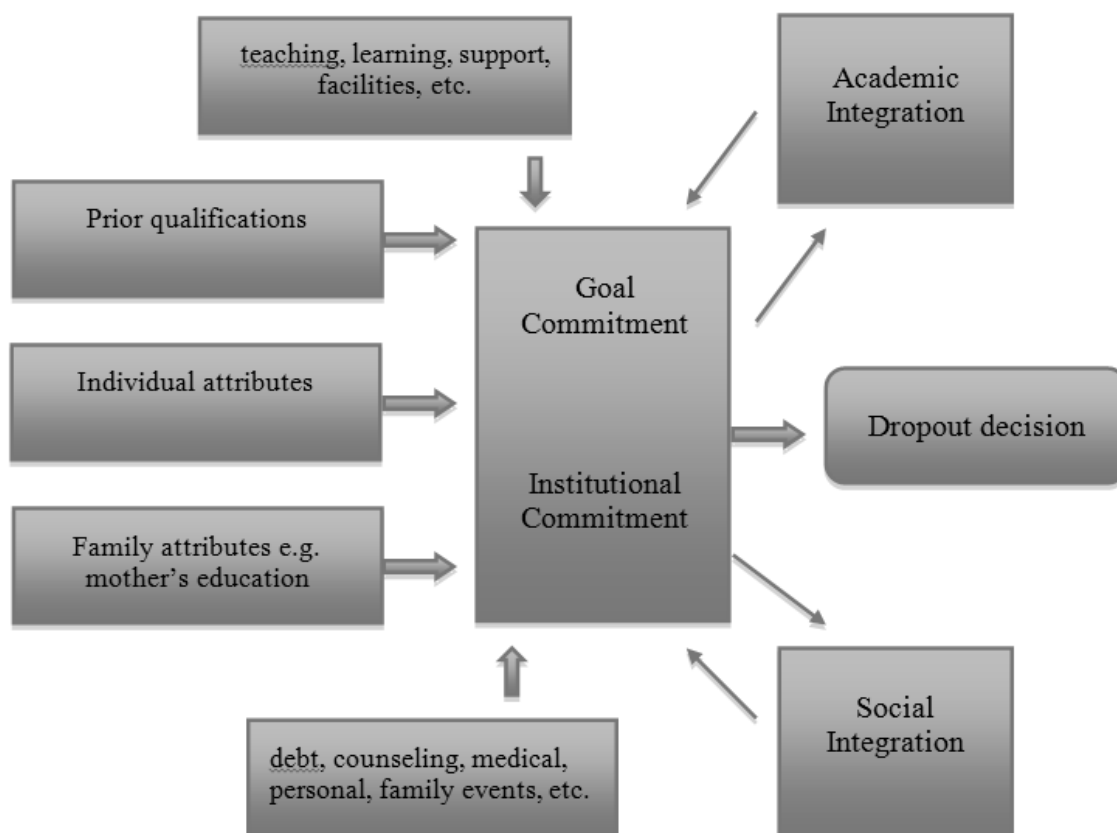 teaching, learning, support,
facilities, etc.
Academic
Integration
Prior qualifications
Goal
Commitment
Individual attributes
Dropout decision
Institutional
Commitment
Family attributes e.g.
mother's education
Social
Integration
debt, counseling, medical,
personal, family events, etc.